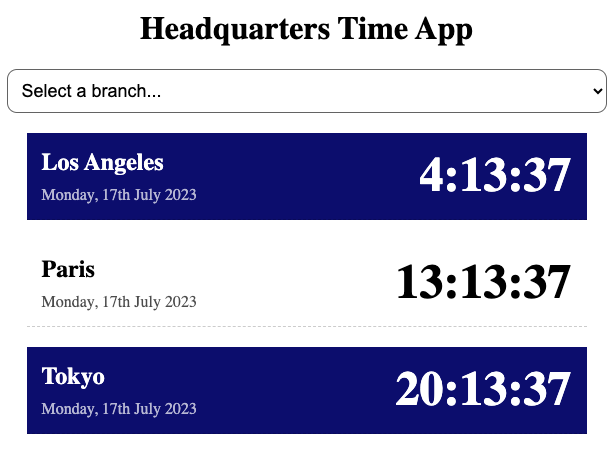 Headquarters Time App
Select a branch...
Los Angeles
4:13:37
Monday, 17th July 2023
Paris
13:13:37
Monday, 17th July 2023
Tokyo
20:13:37
Monday, 17th July 2023